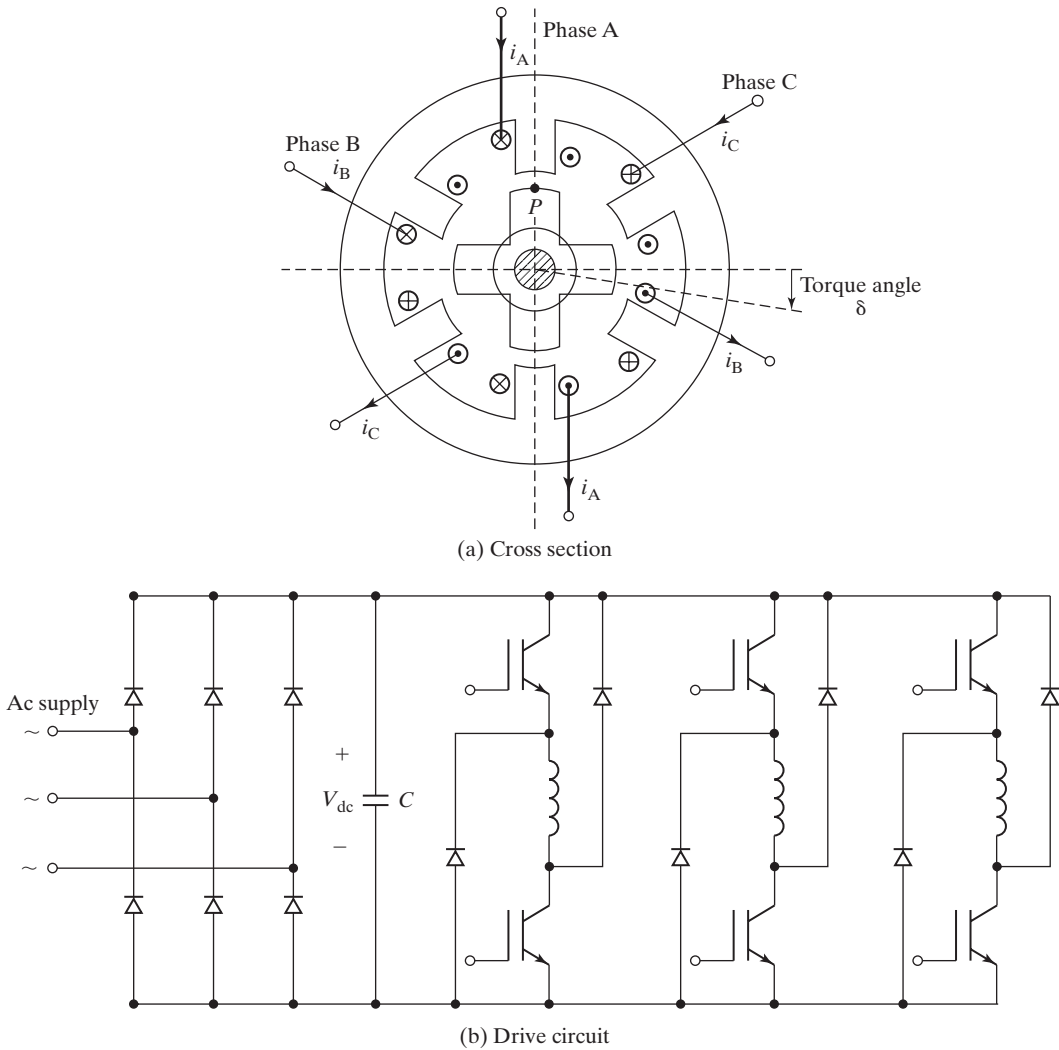 Phase A
i_A
Phase C
i_C
Phase B
i_B
P
Torque angle
δ
i_B
i_C
i_A
(a) Cross section
Ac supply
~
~
~
+
V_dc
C
−
(b) Drive circuit